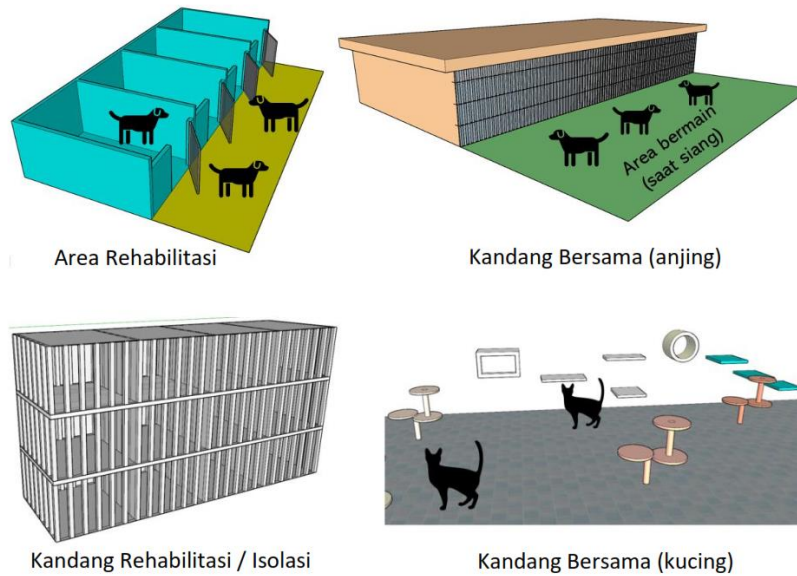 Area Rehabilitasi
Area bermain
(saat siang)
Kandang Bersama (anjing)
Kandang Rehabilitasi / Isolasi
Kandang Bersama (kucing)